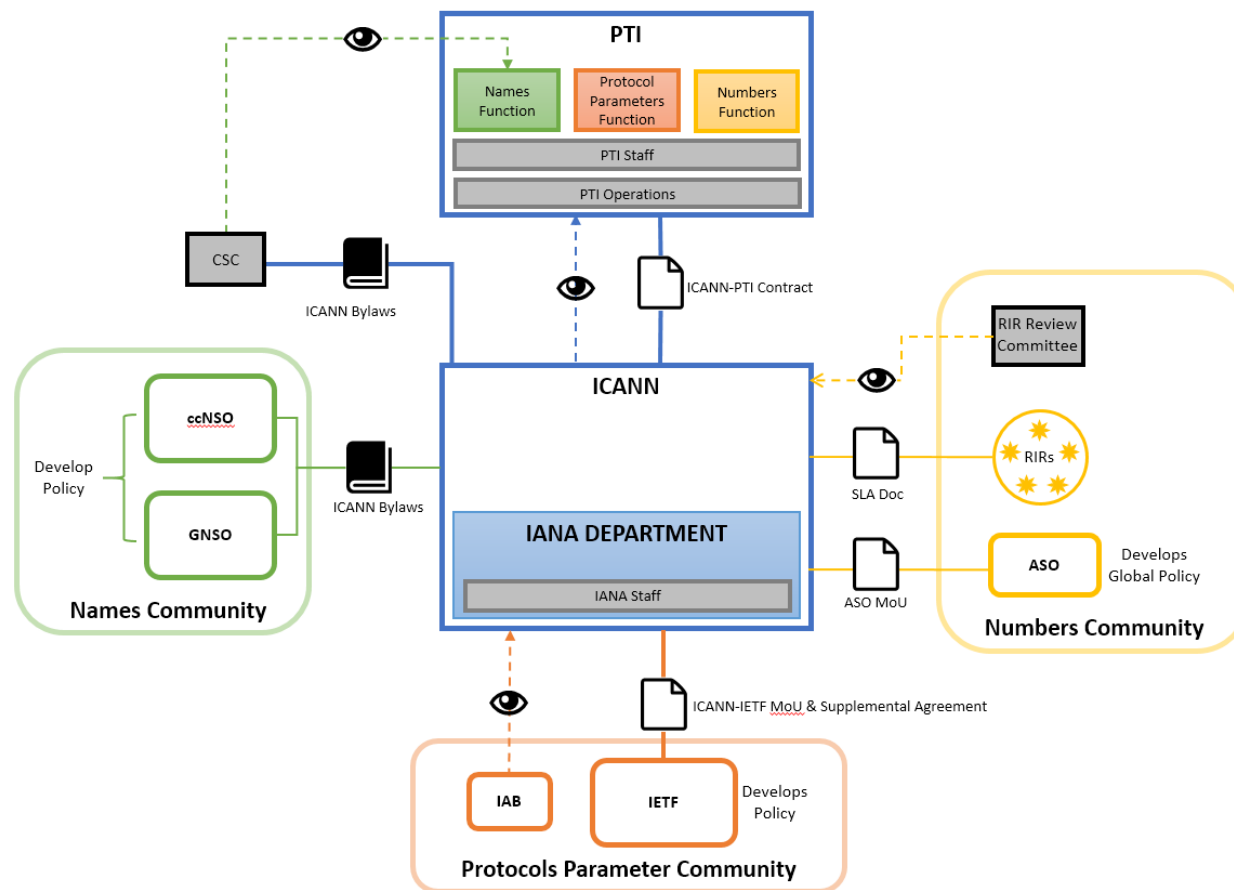 PTI
Names
Function
Protocol
Parameters
Function
Numbers
Function
PTI Staff
PTI Operations
CSC
ICANN Bylaws
ICANN-PTI Contract
RIR Review
Committee
ICANN
ccNSO
Develop
Policy
GNSO
ICANN Bylaws
Names Community
SLA Doc
RIRs
IANA DEPARTMENT
IANA Staff
ASO MoU
ASO
Develops
Global Policy
Numbers Community
ICANN-IETF MoU & Supplemental Agreement
IAB
IETF
Develops
Policy
Protocols Parameter Community